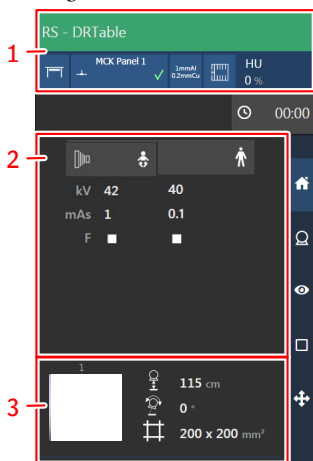 RS - DRTable
1
MCK Panel 1
1mmAl
0.2mmCu
HU
0 %
00:00
2
kV 42 40
mAs 1 0.1
F
1
115 cm
0 °
3
200 x 200 mm²